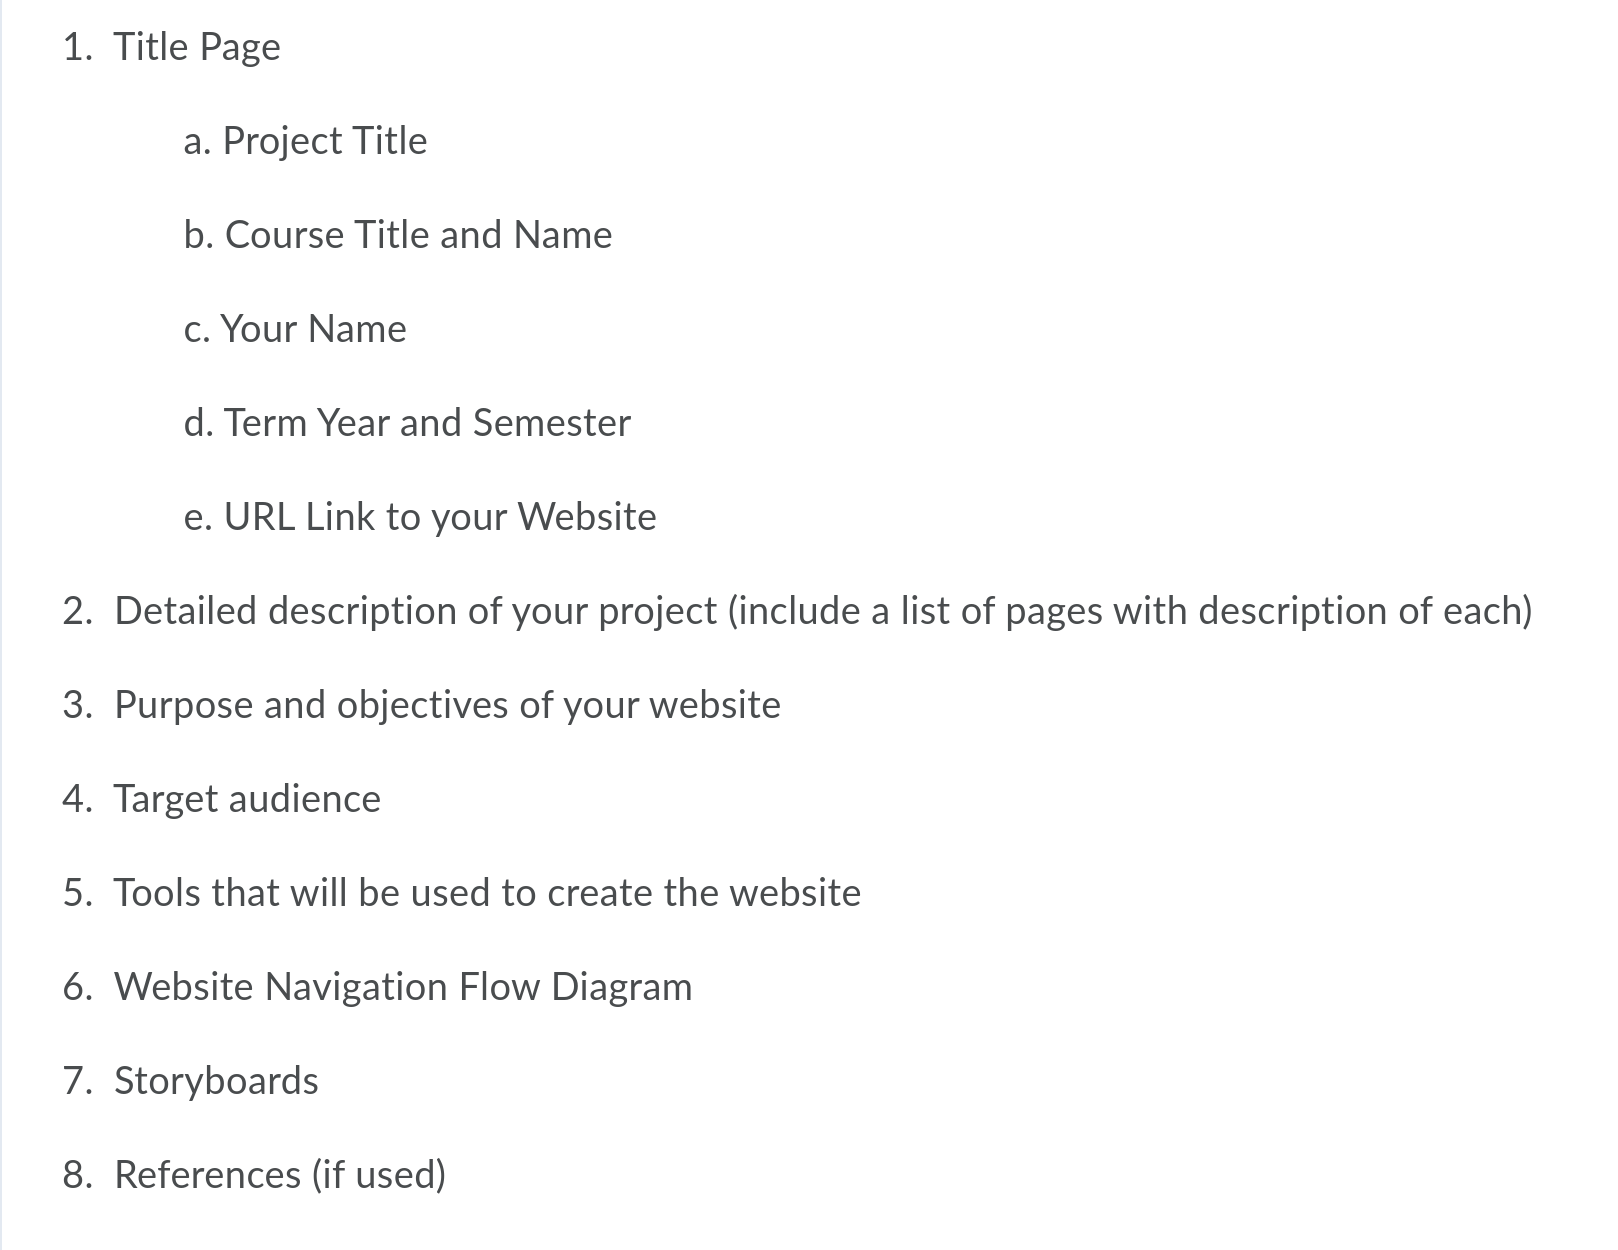 1. Title Page
a. Project Title
b. Course Title and Name
c. Your Name
d. Term Year and Semester
e. URL Link to your Website
2. Detailed description of your project (include a list of pages with description of each)
3. Purpose and objectives of your website
4. Target audience
5. Tools that will be used to create the website
6. Website Navigation Flow Diagram
7. Storyboards
8. References (if used)